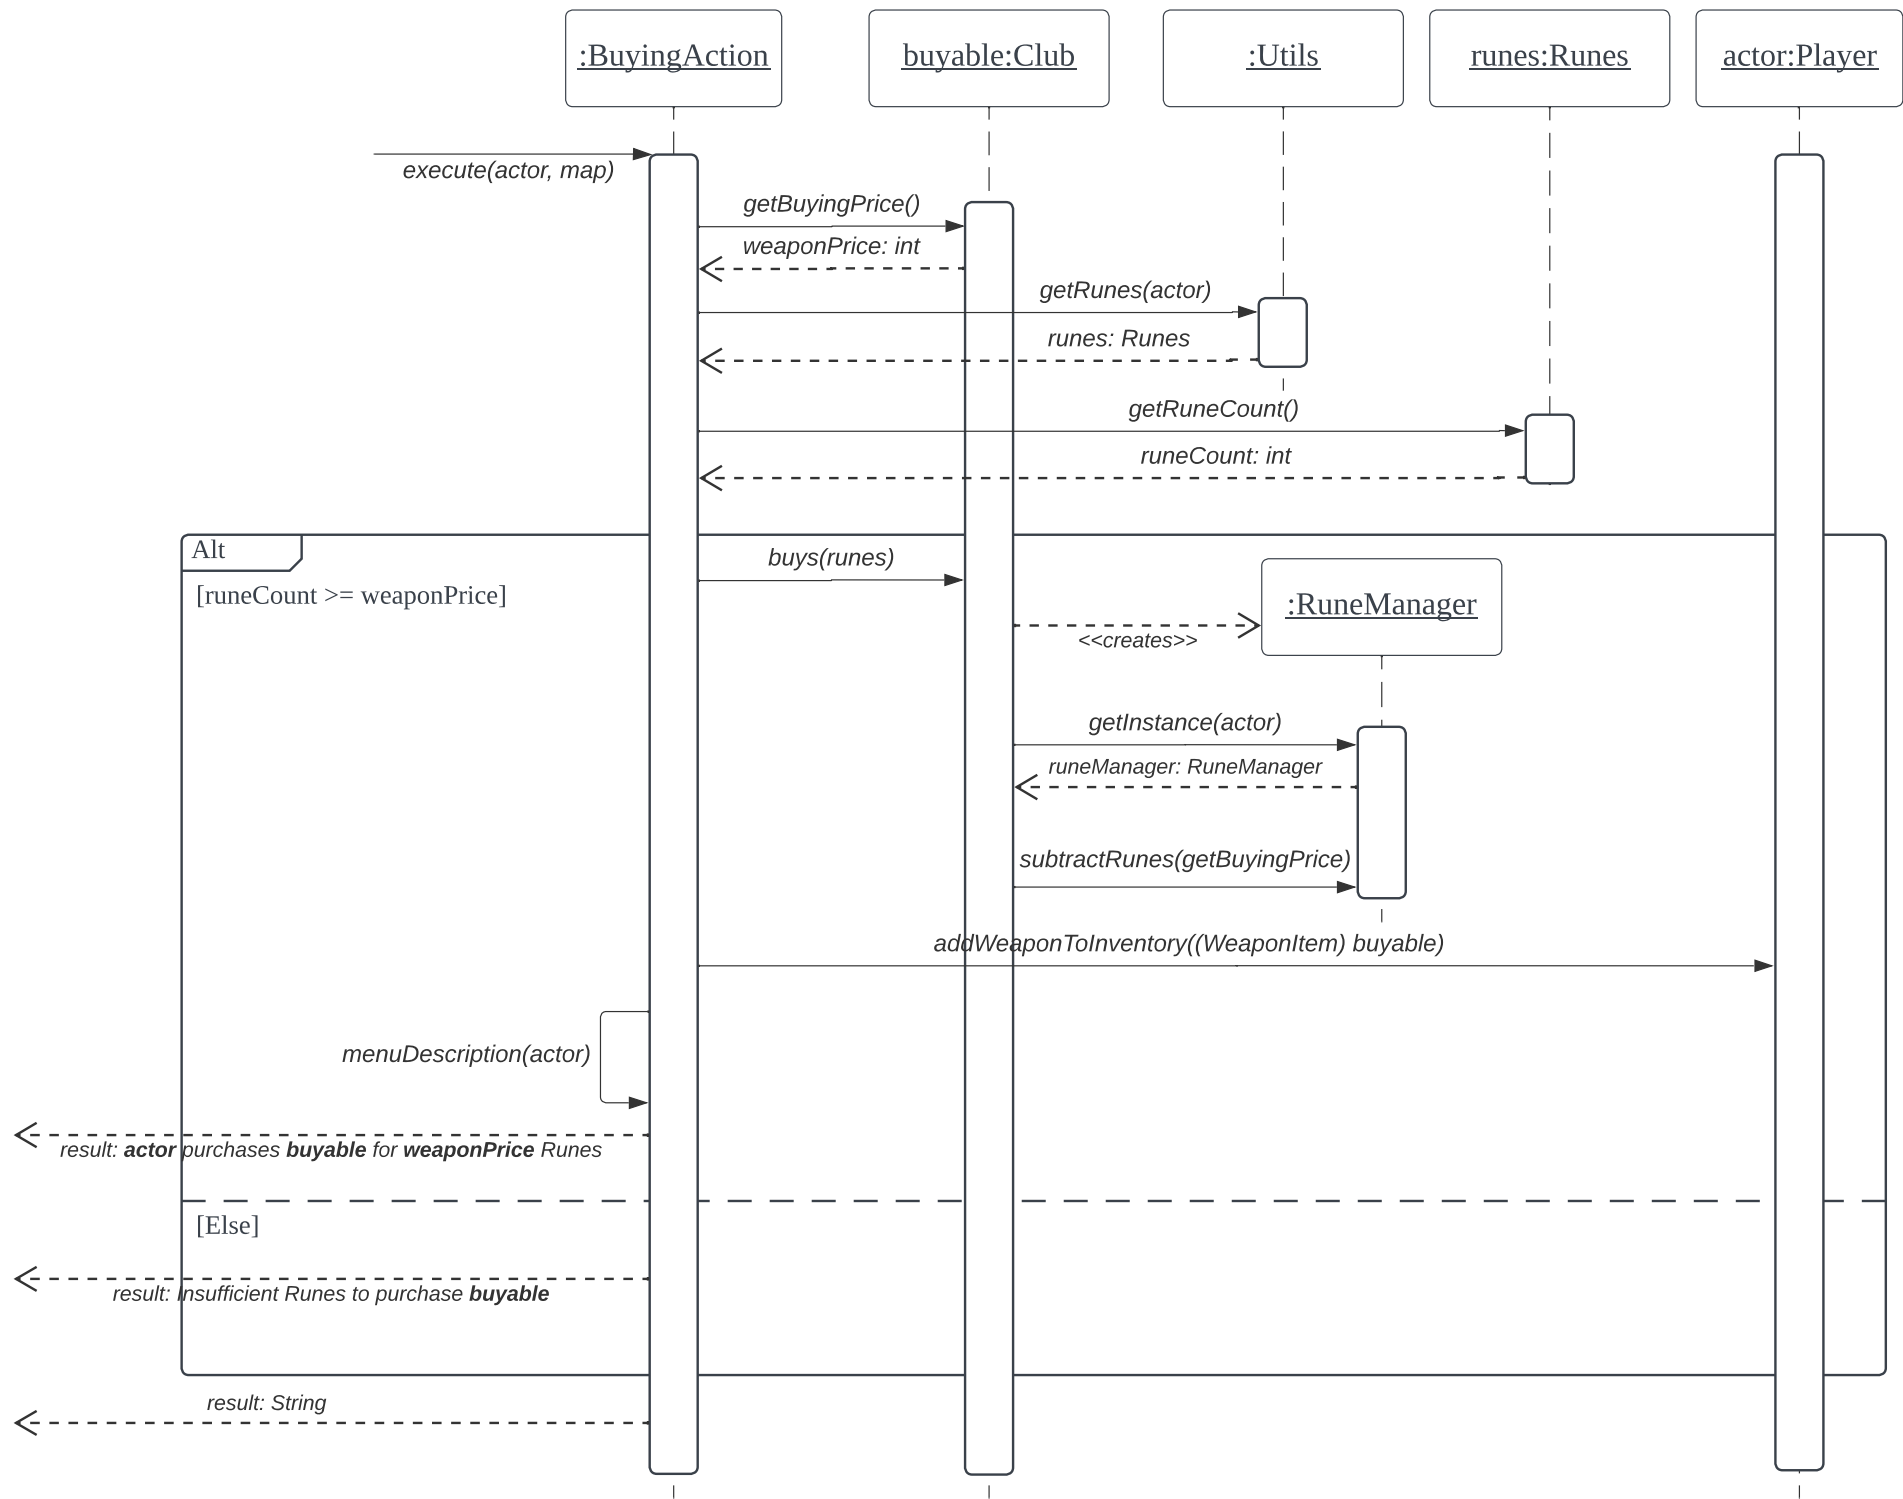 :BuyingAction
buyable:Club
:Utils
runes:Runes
actor:Player
execute(actor, map)
getBuyingPrice()
weaponPrice: int
getRunes(actor)
runes: Runes
getRuneCount()
runeCount: int
Alt
[runeCount >= weaponPrice]
buys(runes)
:RuneManager
<<creates>>
getInstance(actor)
runeManager: RuneManager
subtractRunes(getBuyingPrice)
addWeaponToInventory((WeaponItem) buyable)
menuDescription(actor)
result: actor purchases buyable for weaponPrice Runes
[Else]
result: Insufficient Runes to purchase buyable
result: String